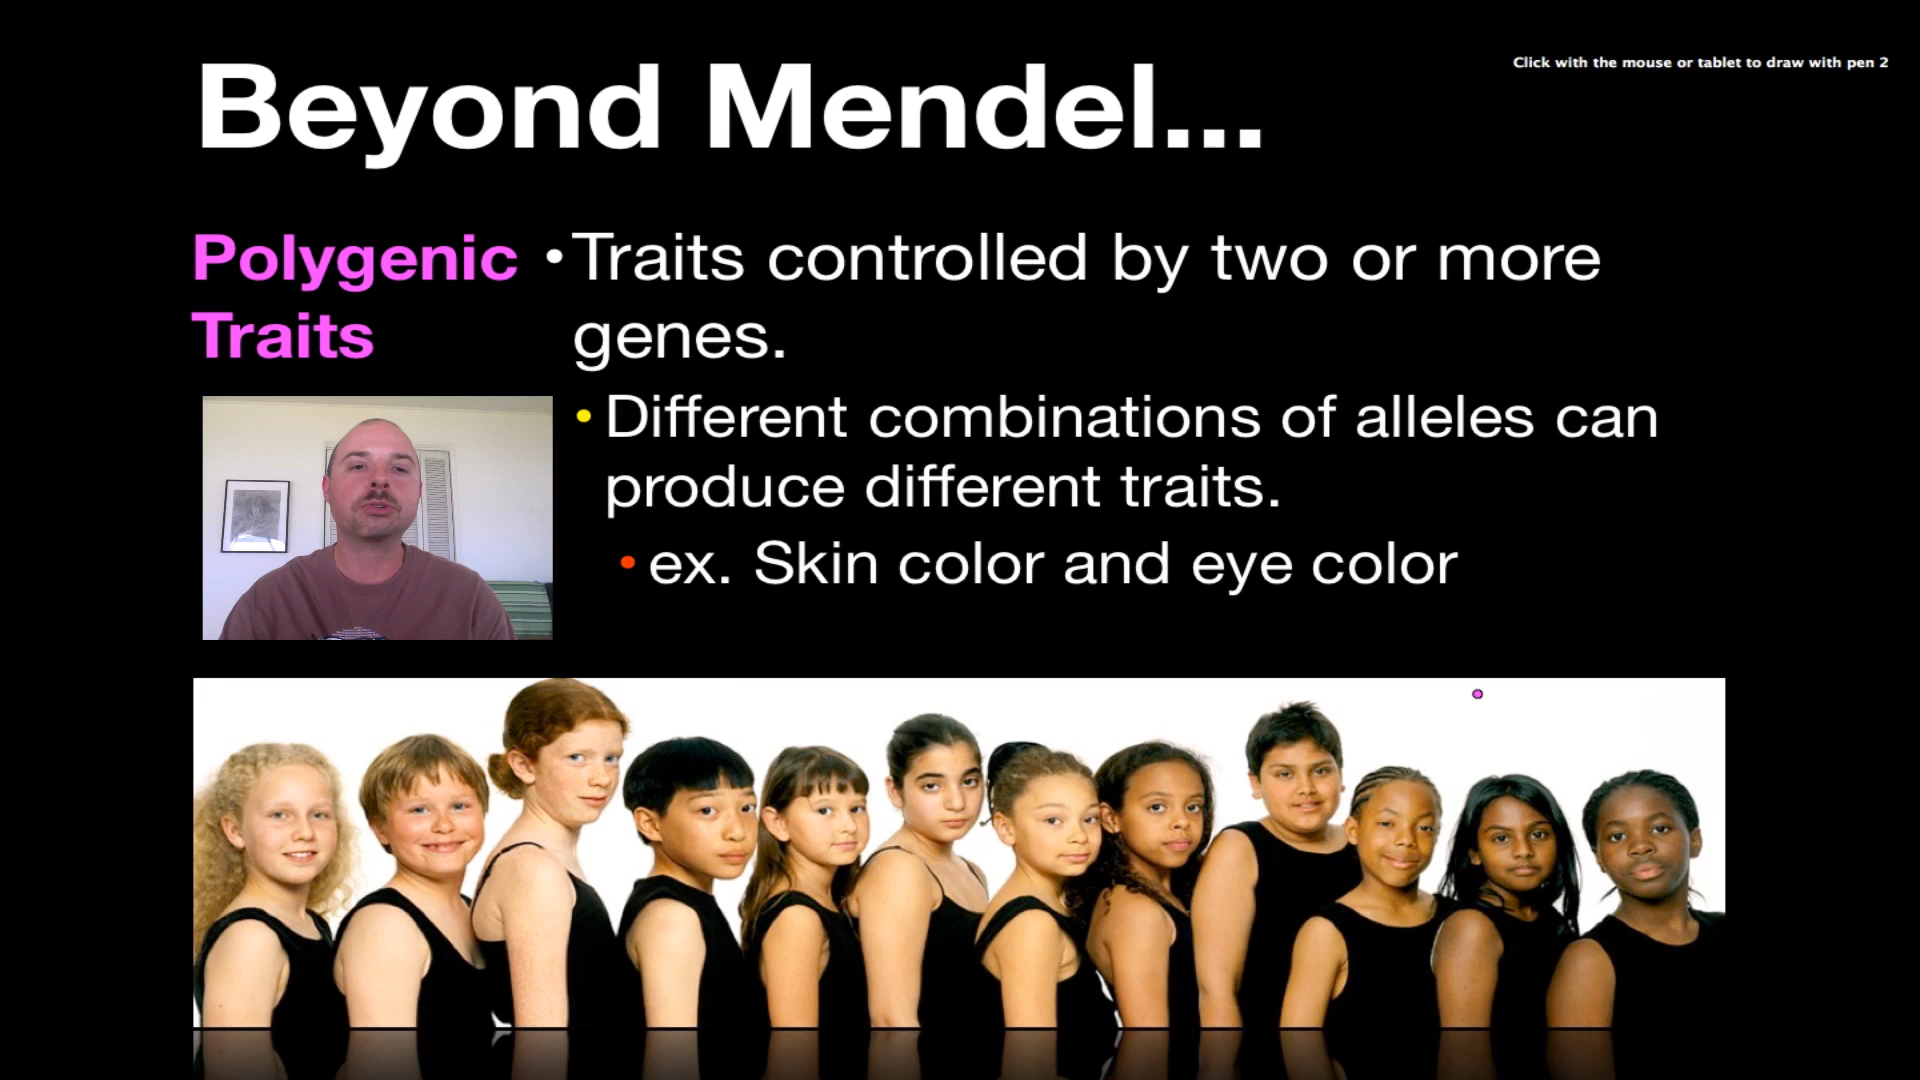 Beyond Mendel...
Click with the mouse or tablet to draw with pen 2
Polygenic
Traits
•Traits controlled by two or more
genes.
•Different combinations of alleles can
produce different traits.
•ex. Skin color and eye color